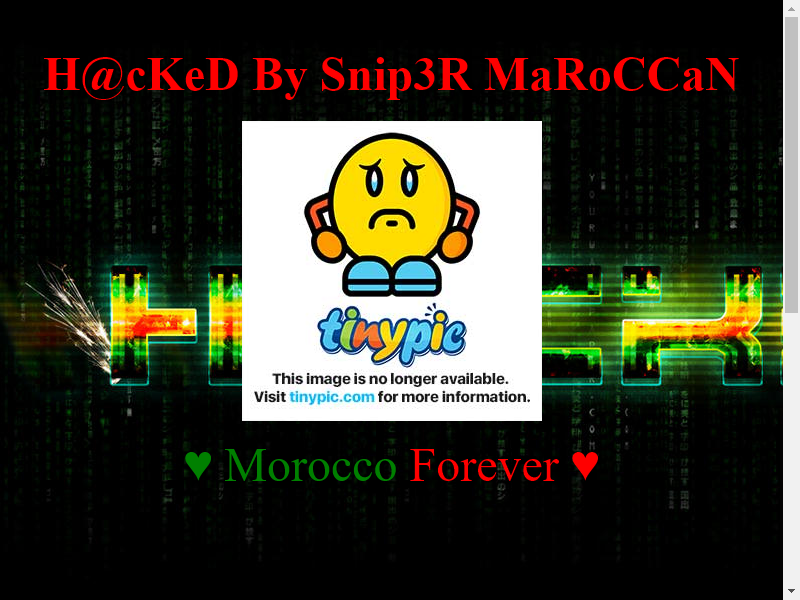 H@cKeD By Snip3R MaRoCCaN
tinypic
This image is no longer available.
Visit tinypic.com for more information.
♥ Morocco Forever ♥